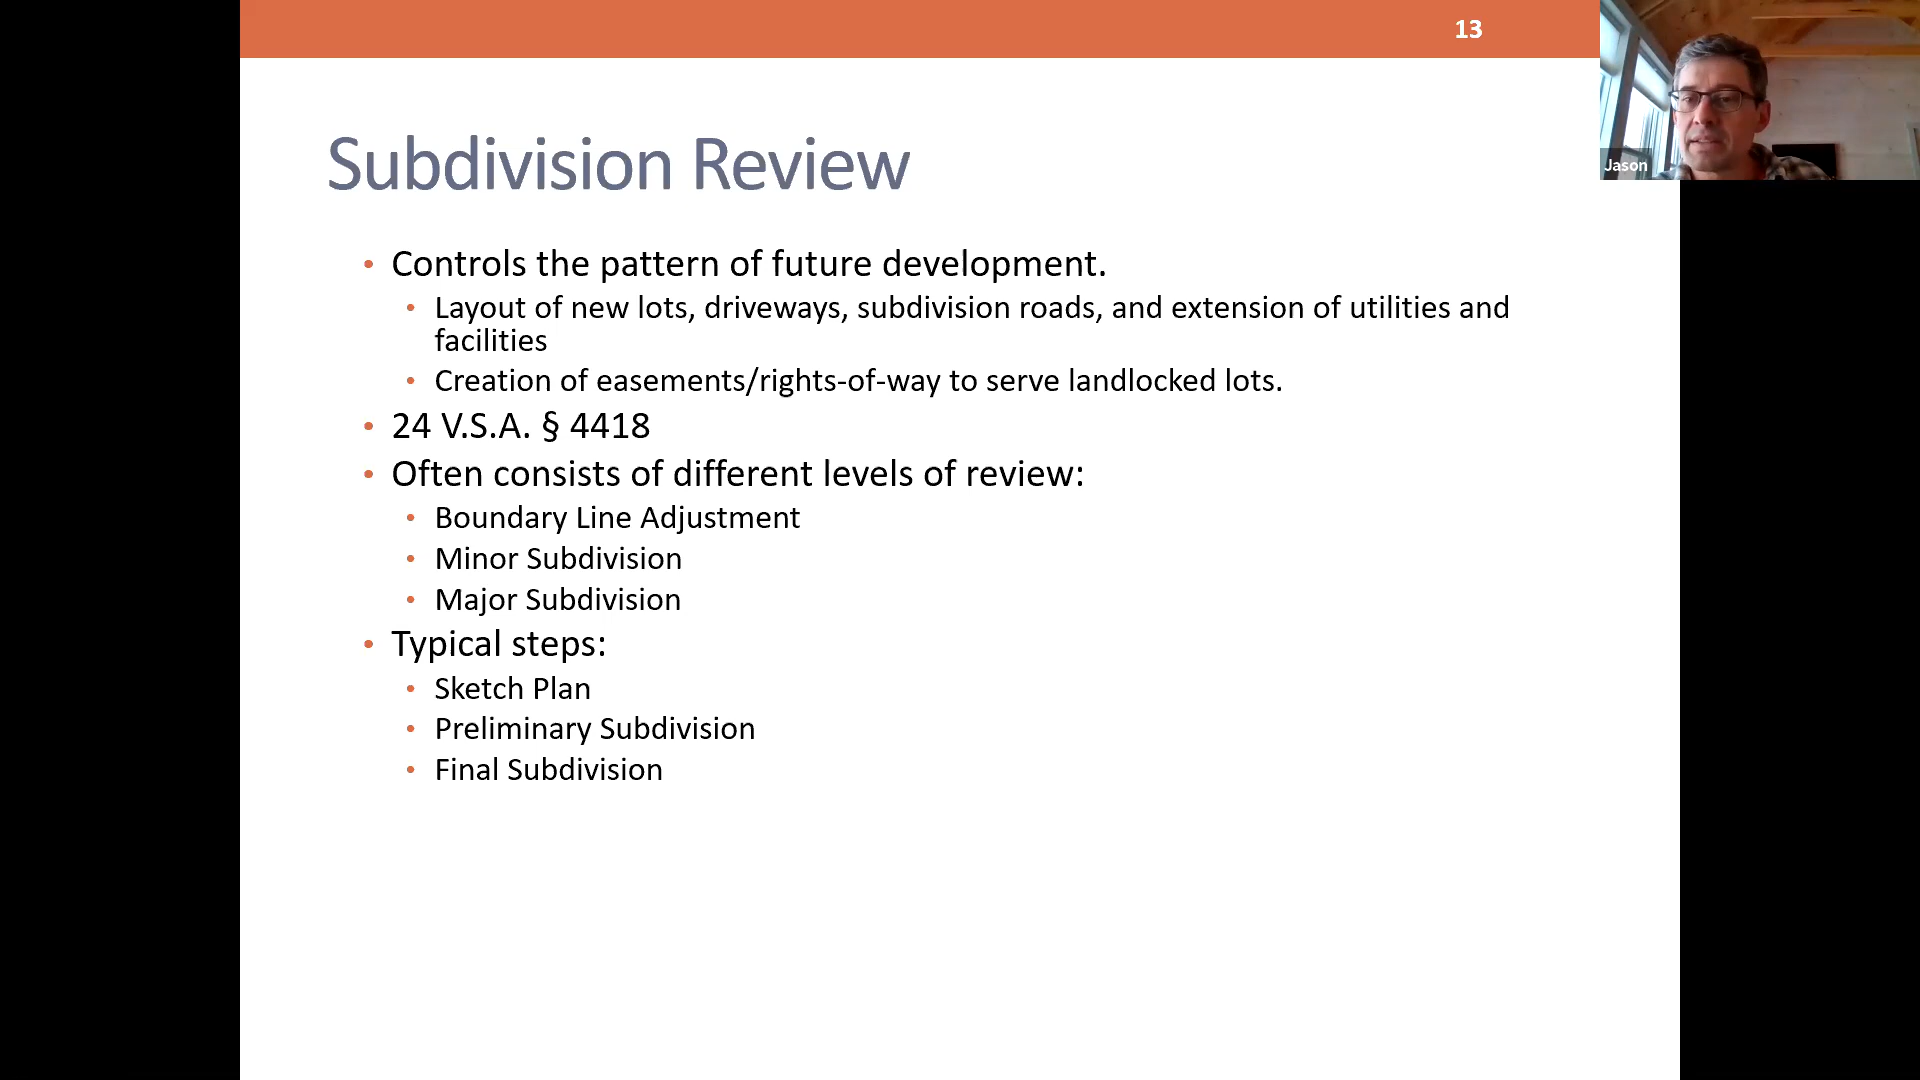 13
Jason
Subdivision Review
• Controls the pattern of future development.
• Layout of new lots, driveways, subdivision roads, and extension of utilities and
facilities
• Creation of easements/rights-of-way to serve landlocked lots.
• 24 V.S.A. § 4418
• Often consists of different levels of review:
• Boundary Line Adjustment
• Minor Subdivision
• Major Subdivision
• Typical steps:
• Sketch Plan
• Preliminary Subdivision
• Final Subdivision